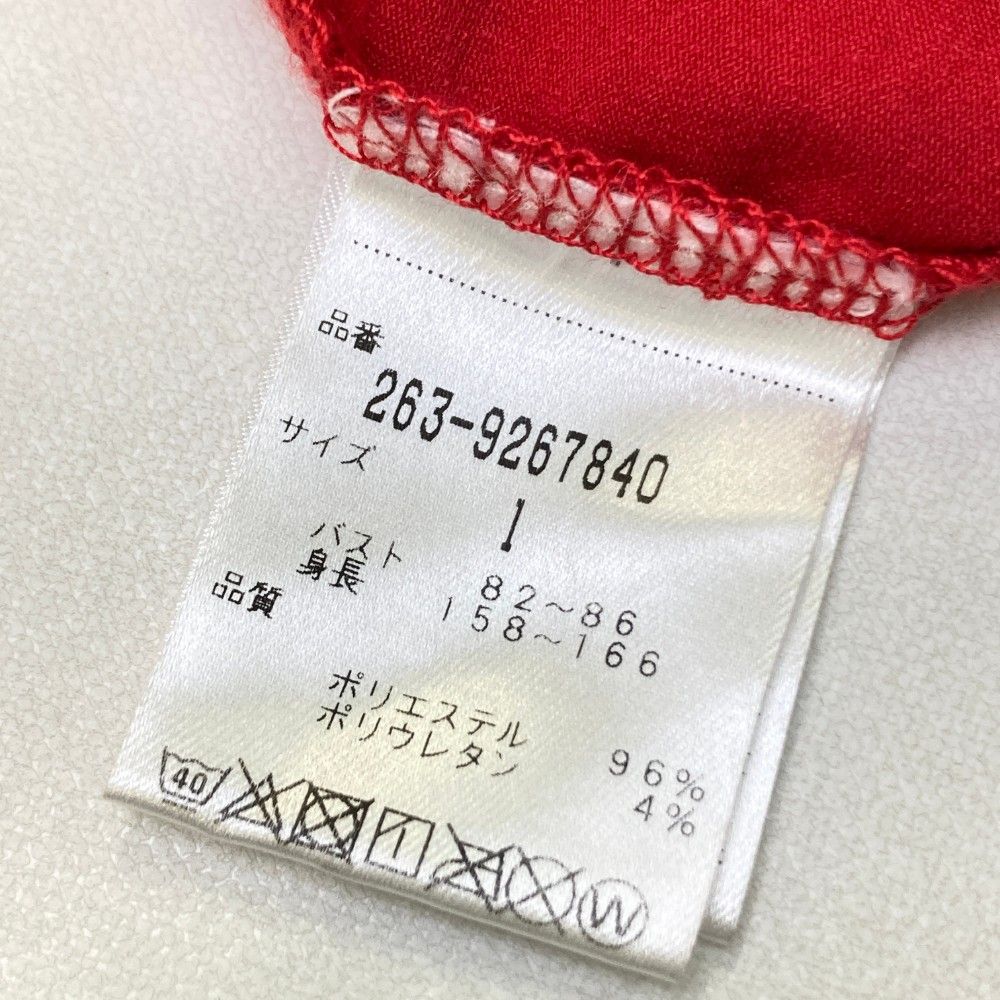 品番
263-9267840
サイズ
1
バスト 82～86
身長 158～166
品質
ポリエステル 96%
ポリウレタン 4%
40
W